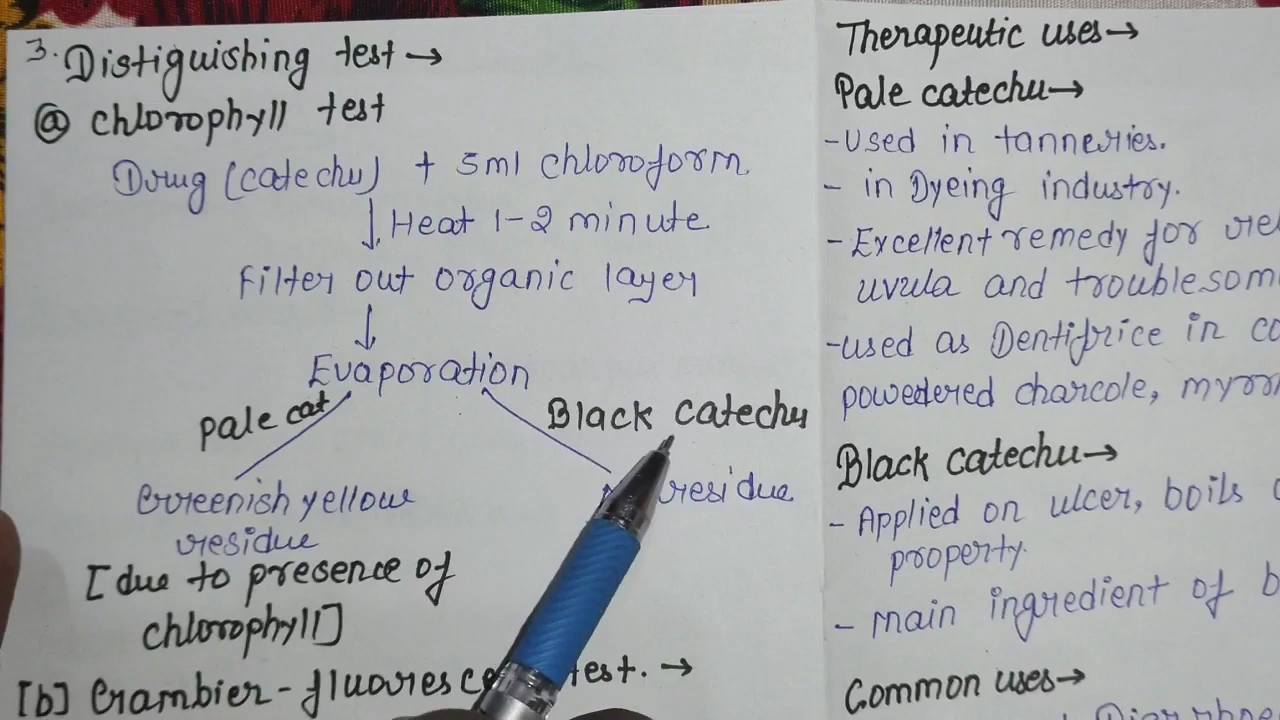 3. Distiguishing test →
ⓐ chlorophyll test
Drug (catechu) + 5ml chloroform
↓ Heat 1-2 minute
Filter out organic layer
↓
Evaporation
pale cat
Black catechu
Greenish yellow
residue
residue
[due to presence of
chlorophyll]
[b] Gambier - test. →
Therapeutic uses→
Pale catechu→
- Used in tanneries.
- in Dyeing industry.
- Excellent remedy for
uvula and
- used as Dentifrice in
powdered charcole,
Black catechu→
- Applied on ulcer, boils
property.
- main ingredient of
Common uses→